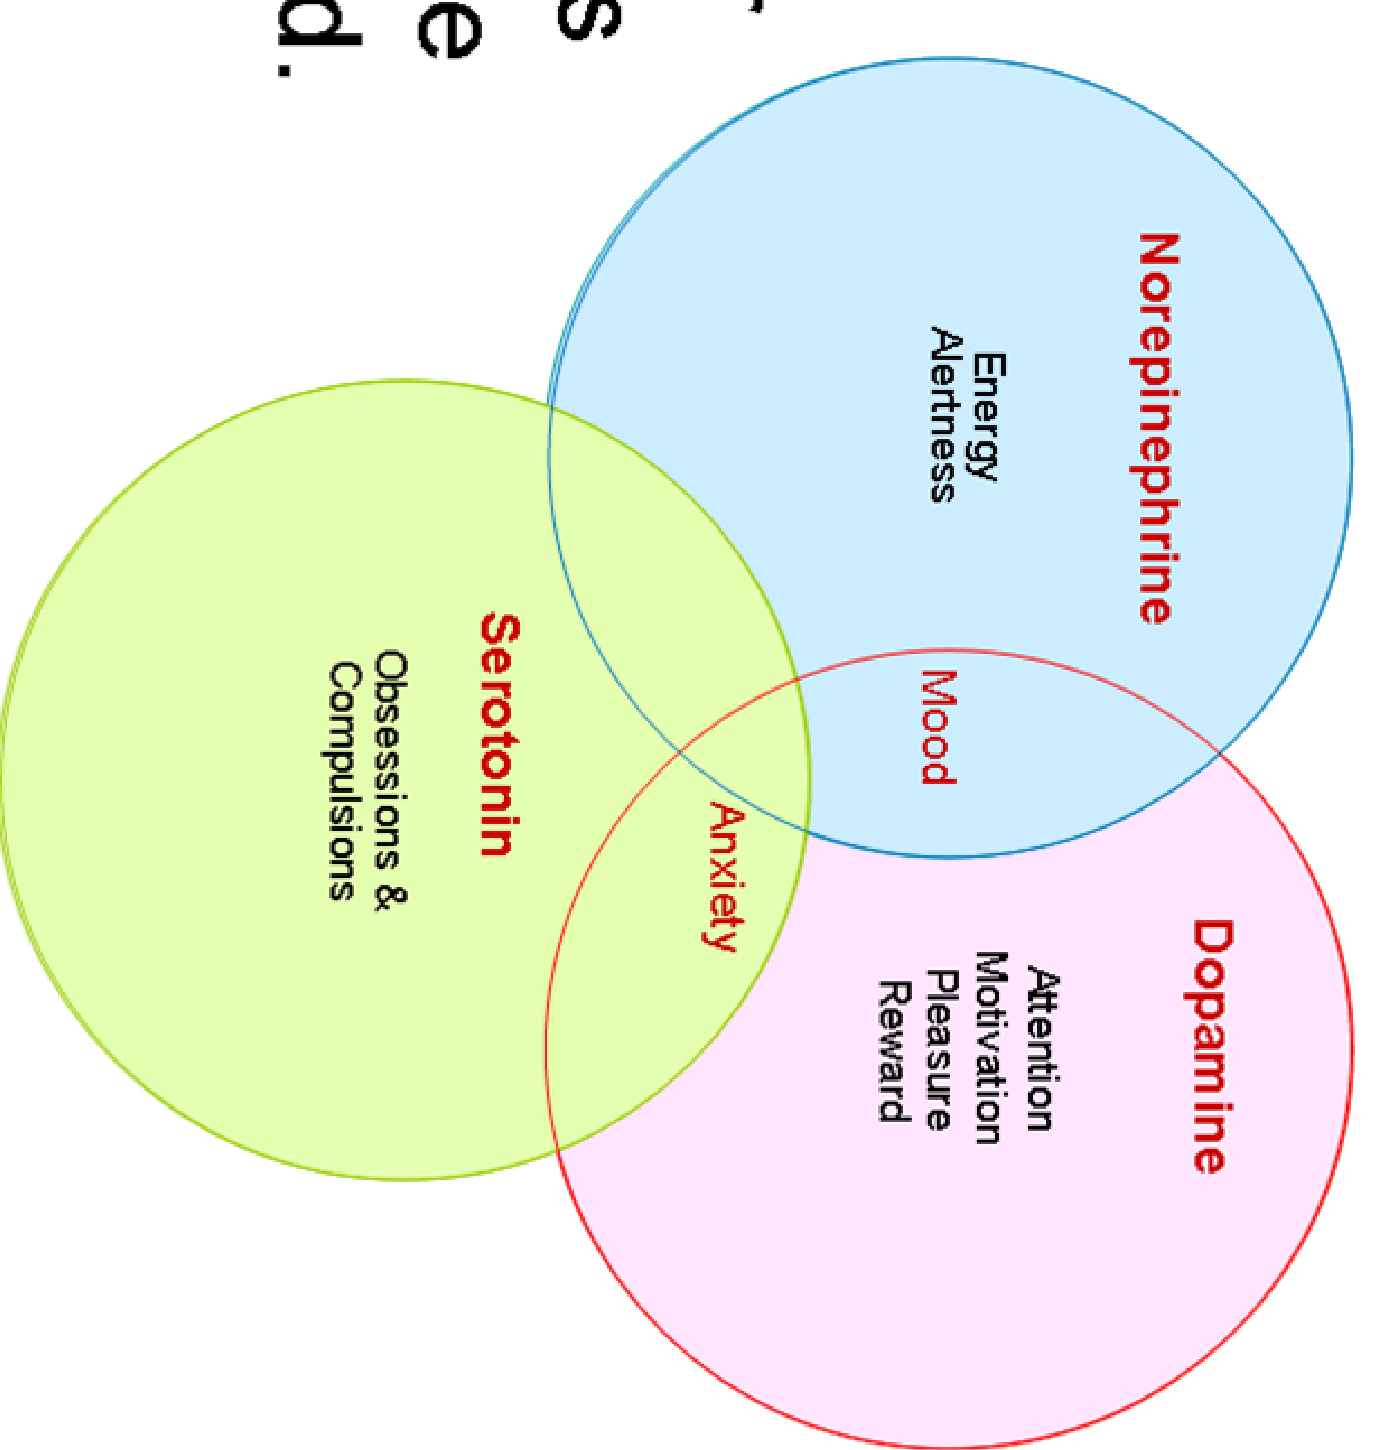 Norepinephrine
Energy
Alertness
Mood
Dopamine
Attention
Motivation
Pleasure
Reward
Anxiety
Serotonin
Obsessions &
Compulsions
s
e
d.